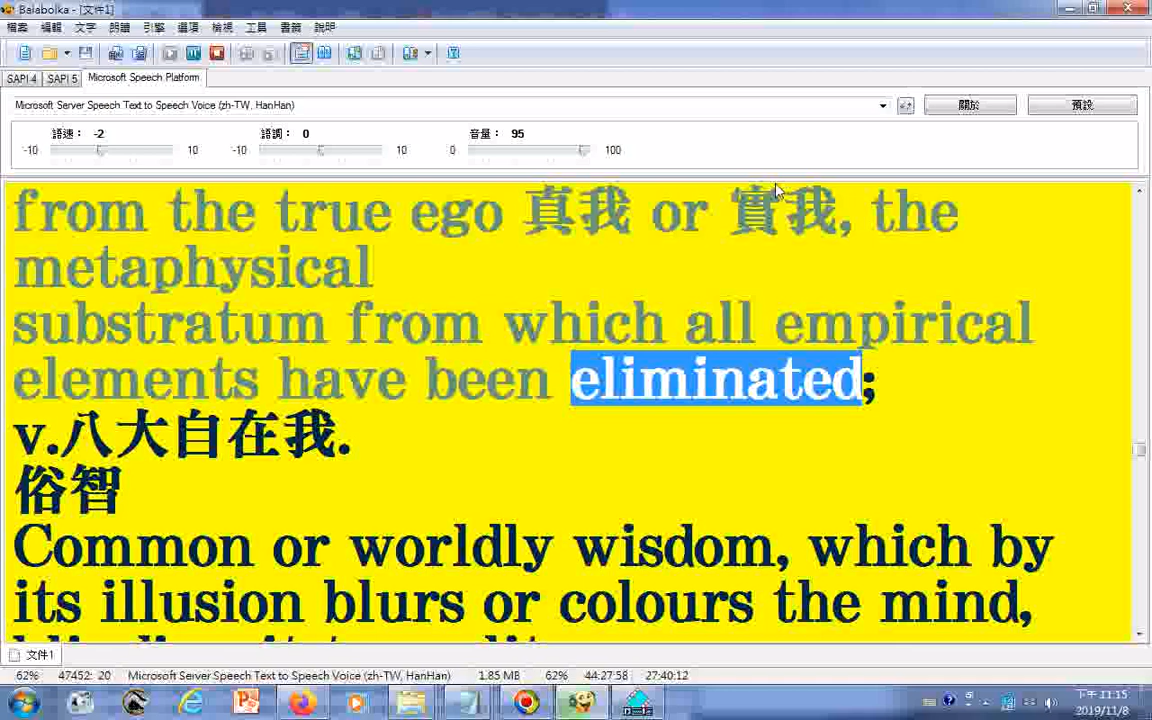 Balabolka - [文件1]
檔案 編輯 文字 朗讀 引擎 選項 檢視 工具 書籤 說明
SAPI 4 SAPI 5 Microsoft Speech Platform
Microsoft Server Speech Text to Speech Voice (zh-TW, HanHan) 關於 預設
語速： -2 語調： 0 音量： 95
-10 10 -10 10 0 100
from the true ego 真我 or 實我, the
metaphysical
substratum from which all empirical
elements have been eliminated;
v.八大自在我.
俗智
Common or worldly wisdom, which by
its illusion blurs or colours the mind,
文件1
62% 47452: 20 Microsoft Server Speech Text to Speech Voice (zh-TW, HanHan) 1.85 MB 62% 44:27:58 27:40:12
下午 11:15
2019/11/8